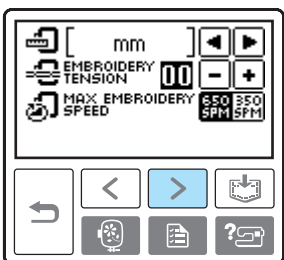 [ mm ]
EMBROIDERY
TENSION 00 - +
MAX EMBROIDERY
SPEED
650 SPM 350 SPM
?